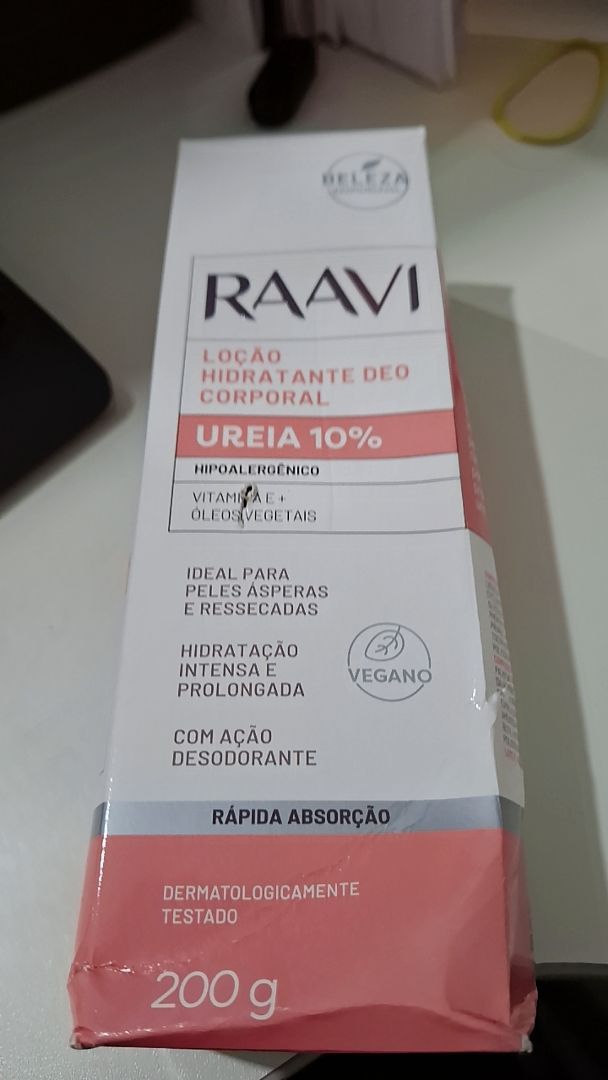 BELEZA
RAAVI
LOÇÃO
HIDRATANTE DEO
CORPORAL
UREIA 10%
HIPOALERGÊNICO
VITAMINA E +
ÓLEOS VEGETAIS
IDEAL PARA
PELES ÁSPERAS
E RESSECADAS
HIDRATAÇÃO
INTENSA E
PROLONGADA
VEGANO
COM AÇÃO
DESODORANTE
RÁPIDA ABSORÇÃO
DERMATOLOGICAMENTE
TESTADO
200 g